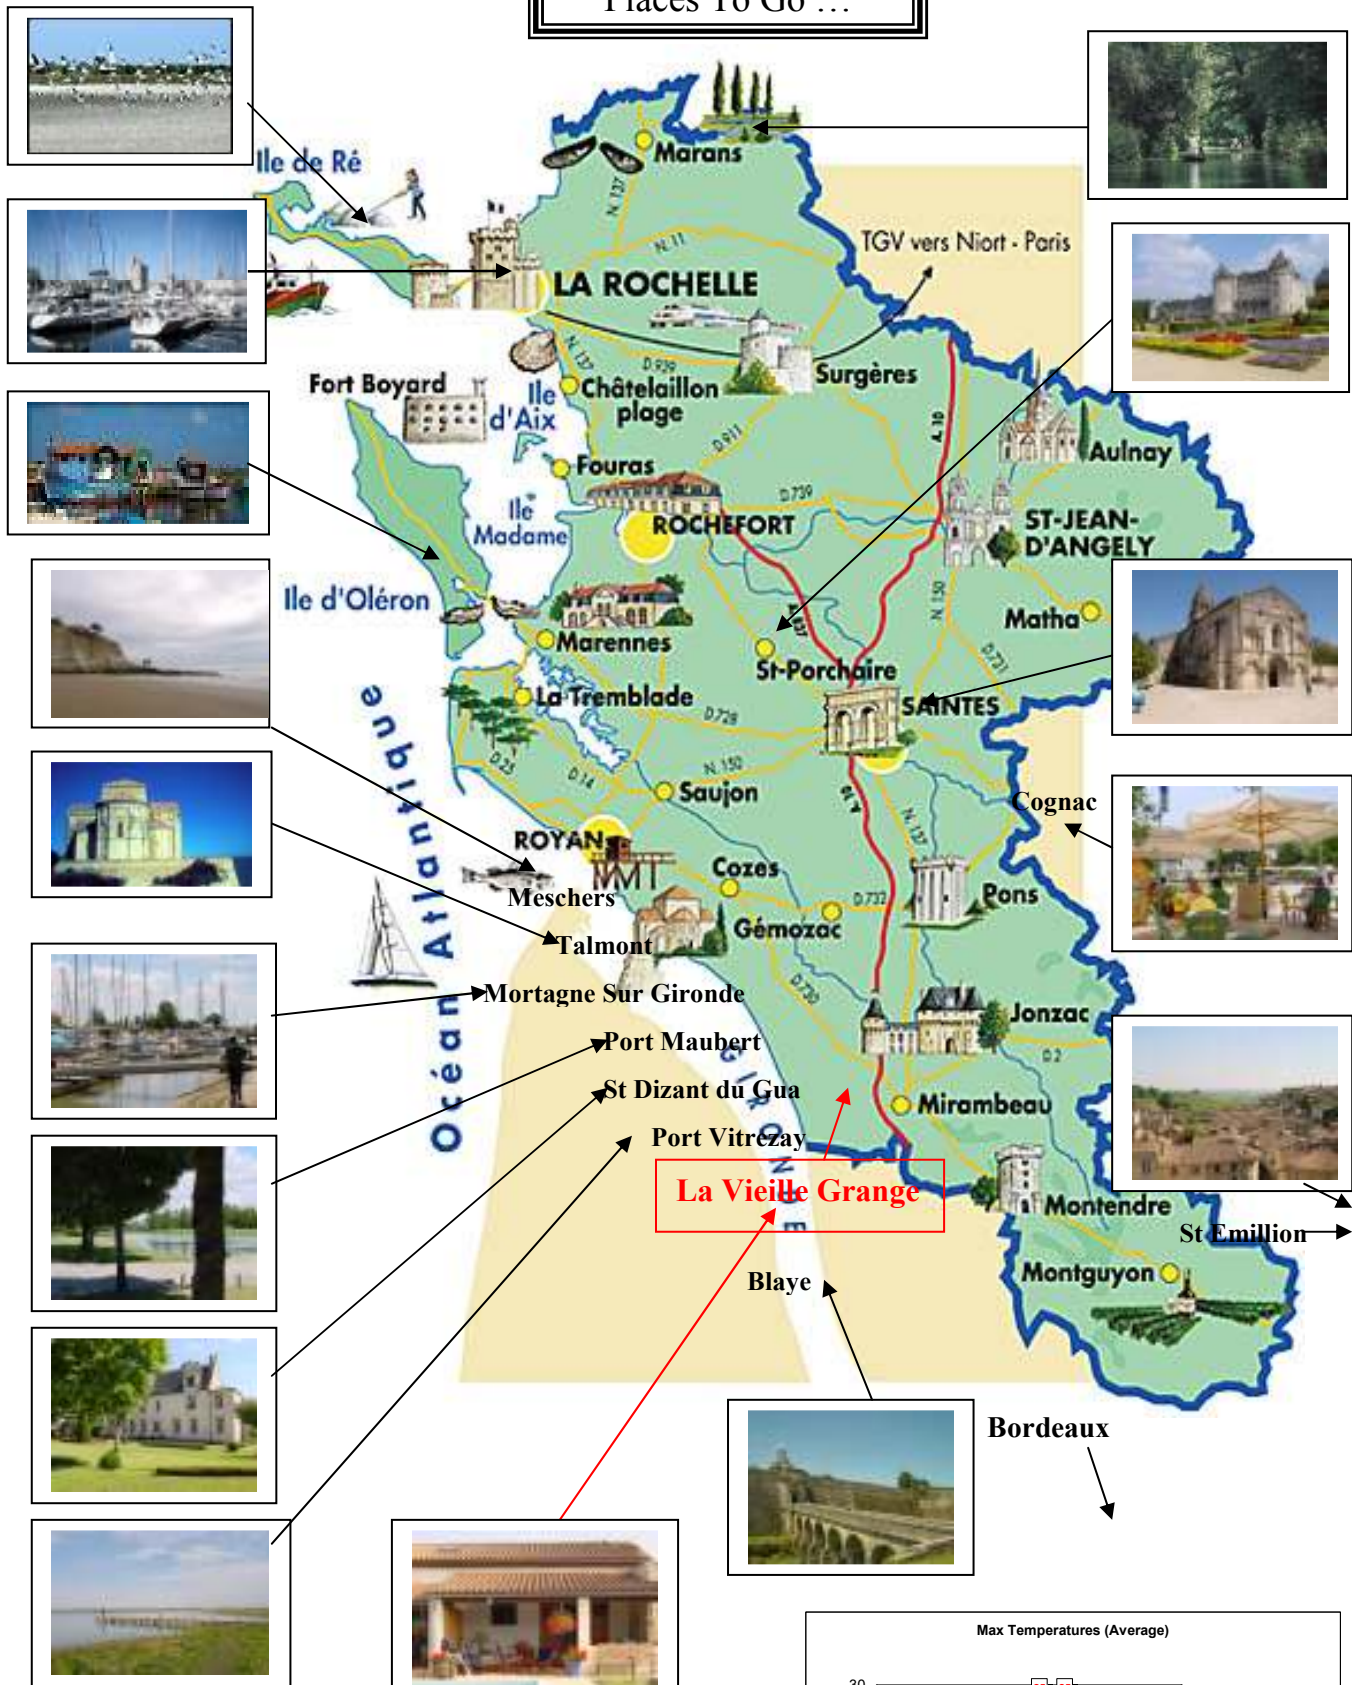 Places To Go …
Ile de Ré
Marans
N. 137
N. 11
TGV vers Niort - Paris
LA ROCHELLE
N. 137
D.939
Surgères
Fort Boyard
Ile
d'Aix
Châtelaillon
plage
A. 10
D.911
Aulnay
Fouras
D.739
Ile
Madame
ROCHEFORT
ST-JEAN-
D'ANGELY
Ile d'Oléron
Marennes
A. 837
N. 150
Matha
St-Porchaire
D.731
La Tremblade
D.728
SAINTES
Océan Atlantique
D.25
D.14
N. 150
Saujon
A. 10
N. 137
Cognac
ROYAN
Cozes
Meschers
D.732
Pons
Gémozac
Talmont
Mortagne Sur Gironde
D.730
Jonzac
Port Maubert
D.2
GIRONDE
St Dizant du Gua
Mirambeau
Port Vitrezay
La Vieille Grange
Montendre
St Emillion
Blaye
Montguyon
Bordeaux
Max Temperatures (Average)
30